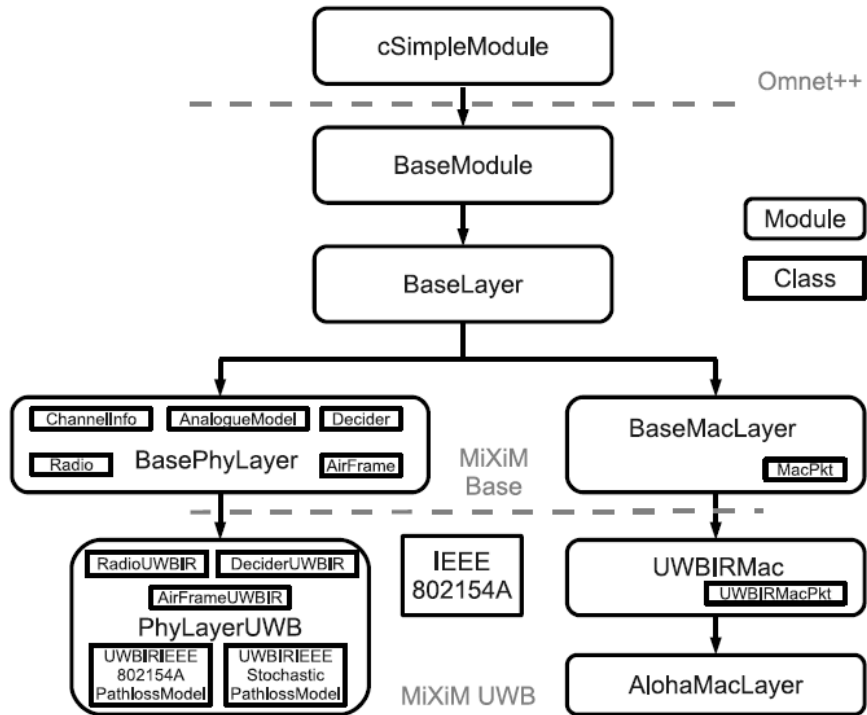 cSimpleModule
Omnet++
BaseModule
Module
BaseLayer
Class
ChannelInfo
AnalogueModel
Decider
BasePhyLayer
Radio
AirFrame
MiXiM
Base
BaseMacLayer
MacPkt
RadioUWBIR
DeciderUWBIR
AirFrameUWBIR
PhyLayerUWB
UWBIRIEEE
802154A
PathlossModel
UWBIRIEEE
Stochastic
PathlossModel
IEEE
802154A
MiXiM UWB
UWBIRMac
UWBIRMacPkt
AlohaMacLayer